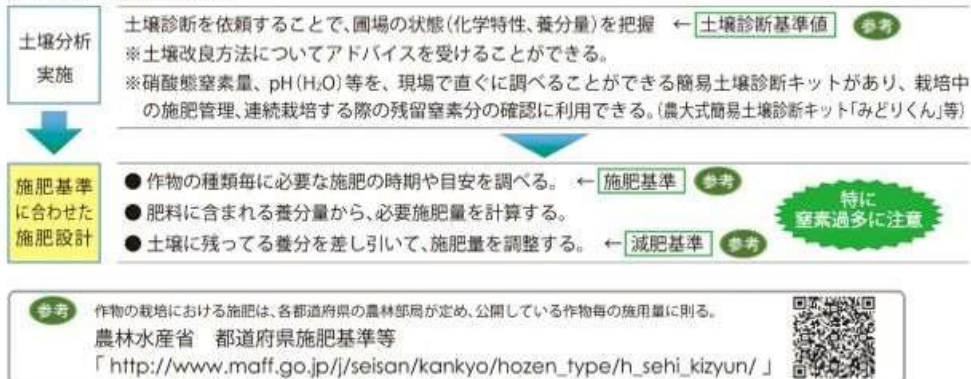 土壌分析
実施
土壌診断を依頼することで、圃場の状態(化学特性、養分量)を把握 ← 土壌診断基準値 参考
※土壌改良方法についてアドバイスを受けることができる。
※硝酸態窒素量、pH(H₂O)等を、現場で直ぐに調べることができる簡易土壌診断キットがあり、栽培中
の施肥管理、連続栽培する際の残留窒素分の確認に利用できる。(農大式簡易土壌診断キット「みどりくん」等)
施肥基準
に合わせた
施肥設計
● 作物の種類毎に必要な施肥の時期や目安を調べる。 ← 施肥基準 参考
● 肥料に含まれる養分量から、必要施肥量を計算する。
● 土壌に残ってる養分を差し引いて、施肥量を調整する。 ← 減肥基準 参考
特に
窒素過多に注意
参考 作物の栽培における施肥は、各都道府県の農林部局が定め、公開している作物毎の施用量に則る。
農林水産省 都道府県施肥基準等
「 http://www.maff.go.jp/j/seisan/kankyo/hozen_type/h_sehi_kizyun/ 」